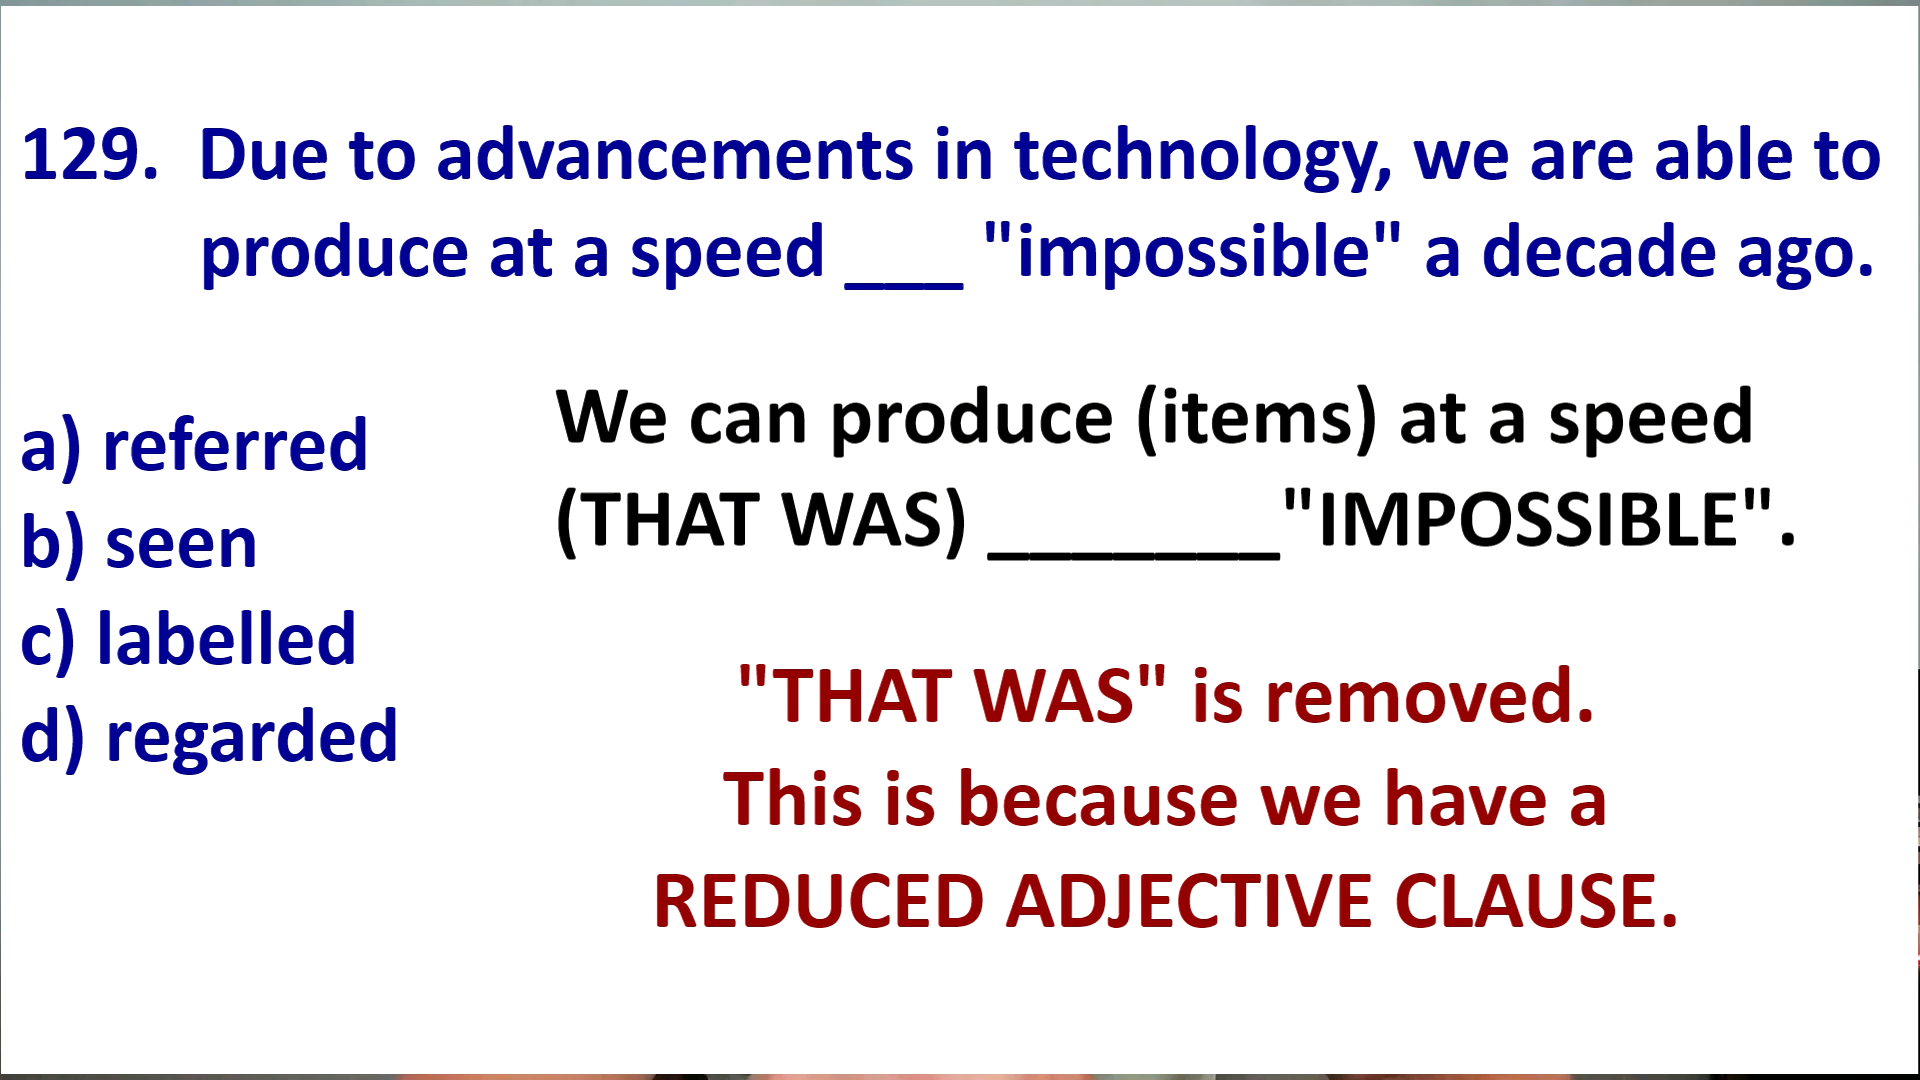 129. Due to advancements in technology, we are able to
produce at a speed ___ "impossible" a decade ago.
a) referred
b) seen
c) labelled
d) regarded
We can produce (items) at a speed
(THAT WAS) _______"IMPOSSIBLE".
"THAT WAS" is removed.
This is because we have a
REDUCED ADJECTIVE CLAUSE.